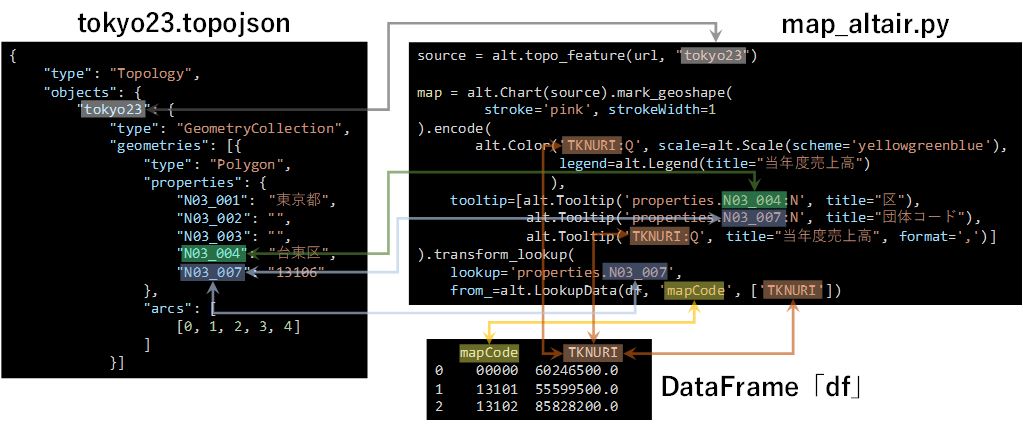 tokyo23.topojson
{
    "type": "Topology",
    "objects": {
        "tokyo23": {
            "type": "GeometryCollection",
            "geometries": [{
                "type": "Polygon",
                "properties": {
                    "N03_001": "東京都",
                    "N03_002": "",
                    "N03_003": "",
                    "N03_004": "台東区",
                    "N03_007": "13106"
                },
                "arcs": [
                    [0, 1, 2, 3, 4]
                ]
            }]
map_altair.py
source = alt.topo_feature(url, "tokyo23")
map = alt.Chart(source).mark_geoshape(
        stroke='pink', strokeWidth=1
).encode(
        alt.Color('TKNURI:Q', scale=alt.Scale(scheme='yellowgreenblue'),
                    legend=alt.Legend(title="当年度売上高")
                   ),
    tooltip=[alt.Tooltip('properties.N03_004:N', title="区"),
                alt.Tooltip('properties.N03_007:N', title="団体コード"),
                alt.Tooltip('TKNURI:Q', title="当年度売上高", format=',')]
).transform_lookup(
    lookup='properties.N03_007',
    from_=alt.LookupData(df, 'mapCode', ['TKNURI'])
   mapCode      TKNURI
0    00000  60246500.0
1    13101  55599500.0
2    13102  85828200.0
DataFrame「df」